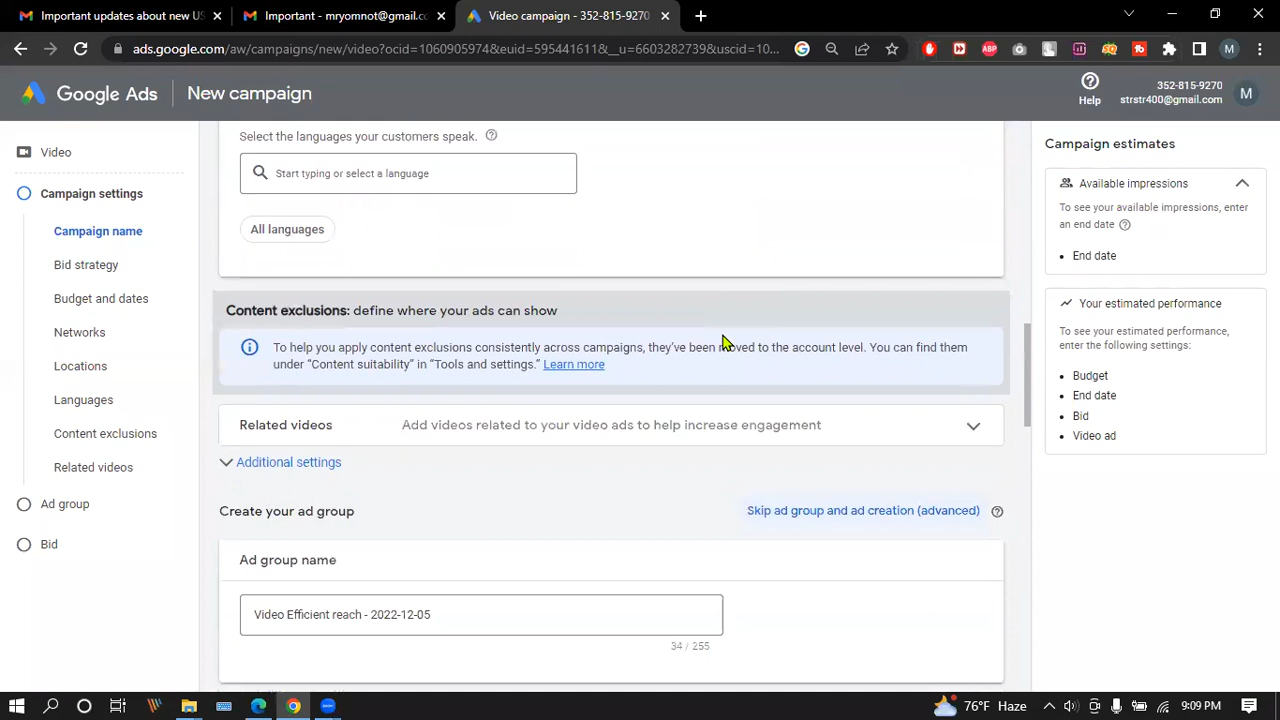 Important updates about new US
Important - mryomnot@gmail.co
Video campaign - 352-815-9270
ads.google.com/aw/campaigns/new/video?ocid=1060905974&euid=5954416118&__u=6603282739&uscid=10...
Google Ads
New campaign
Help
352-815-9270
strstr400@gmail.com
M
Video
Campaign settings
Campaign name
Bid strategy
Budget and dates
Networks
Locations
Languages
Content exclusions
Related videos
Ad group
Bid
Select the languages your customers speak.
Start typing or select a language
All languages
Content exclusions: define where your ads can show
To help you apply content exclusions consistently across campaigns, they've been moved to the account level. You can find them
under "Content suitability" in "Tools and settings." Learn more
Related videos
Add videos related to your video ads to help increase engagement
Additional settings
Create your ad group
Skip ad group and ad creation (advanced)
Ad group name
Video Efficient reach - 2022-12-05
34 / 255
Campaign estimates
Available impressions
To see your available impressions, enter
an end date
• End date
Your estimated performance
To see your estimated performance,
enter the following settings:
• Budget
• End date
• Bid
• Video ad
76°F Haze
9:09 PM